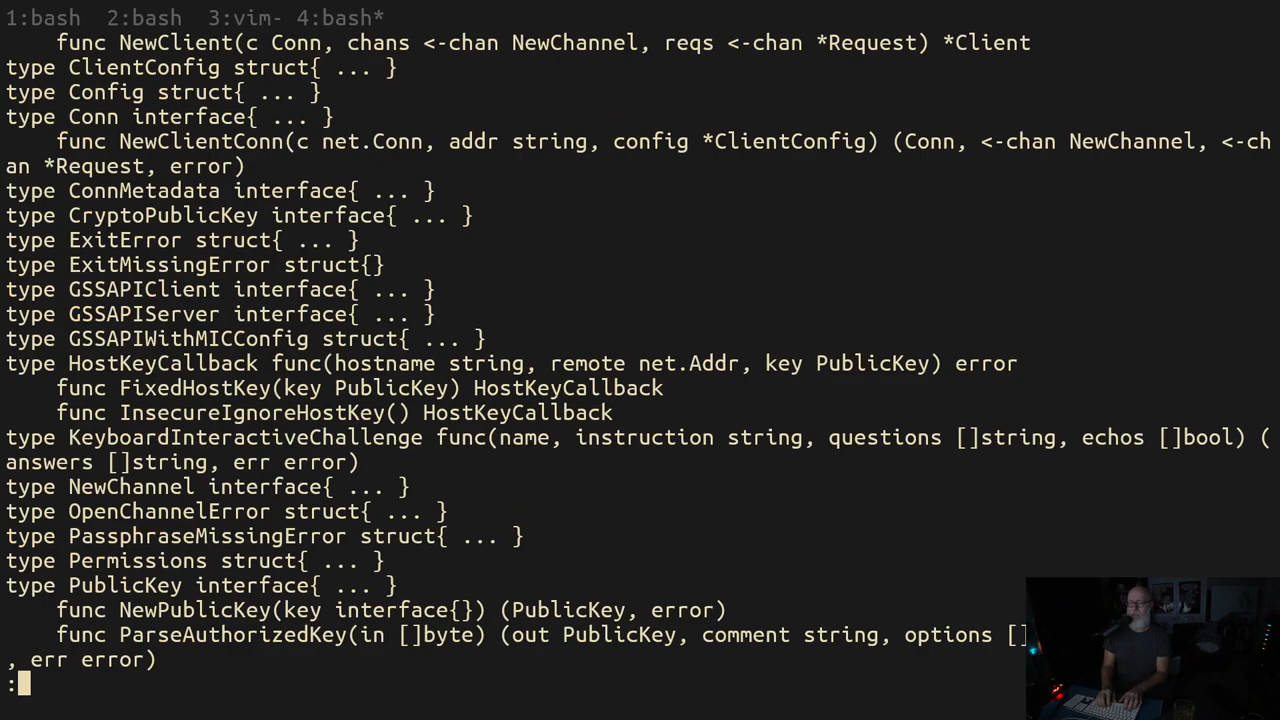 1:bash  2:bash  3:vim- 4:bash*
    func NewClient(c Conn, chans <-chan NewChannel, reqs <-chan *Request) *Client
type ClientConfig struct{ ... }
type Config struct{ ... }
type Conn interface{ ... }
    func NewClientConn(c net.Conn, addr string, config *ClientConfig) (Conn, <-chan NewChannel, <-ch
an *Request, error)
type ConnMetadata interface{ ... }
type CryptoPublicKey interface{ ... }
type ExitError struct{ ... }
type ExitMissingError struct{}
type GSSAPIClient interface{ ... }
type GSSAPIServer interface{ ... }
type GSSAPIWithMICConfig struct{ ... }
type HostKeyCallback func(hostname string, remote net.Addr, key PublicKey) error
    func FixedHostKey(key PublicKey) HostKeyCallback
    func InsecureIgnoreHostKey() HostKeyCallback
type KeyboardInteractiveChallenge func(name, instruction string, questions []string, echos []bool) (
answers []string, err error)
type NewChannel interface{ ... }
type OpenChannelError struct{ ... }
type PassphraseMissingError struct{ ... }
type Permissions struct{ ... }
type PublicKey interface{ ... }
    func NewPublicKey(key interface{}) (PublicKey, error)
    func ParseAuthorizedKey(in []byte) (out PublicKey, comment string, options []
, err error)
: